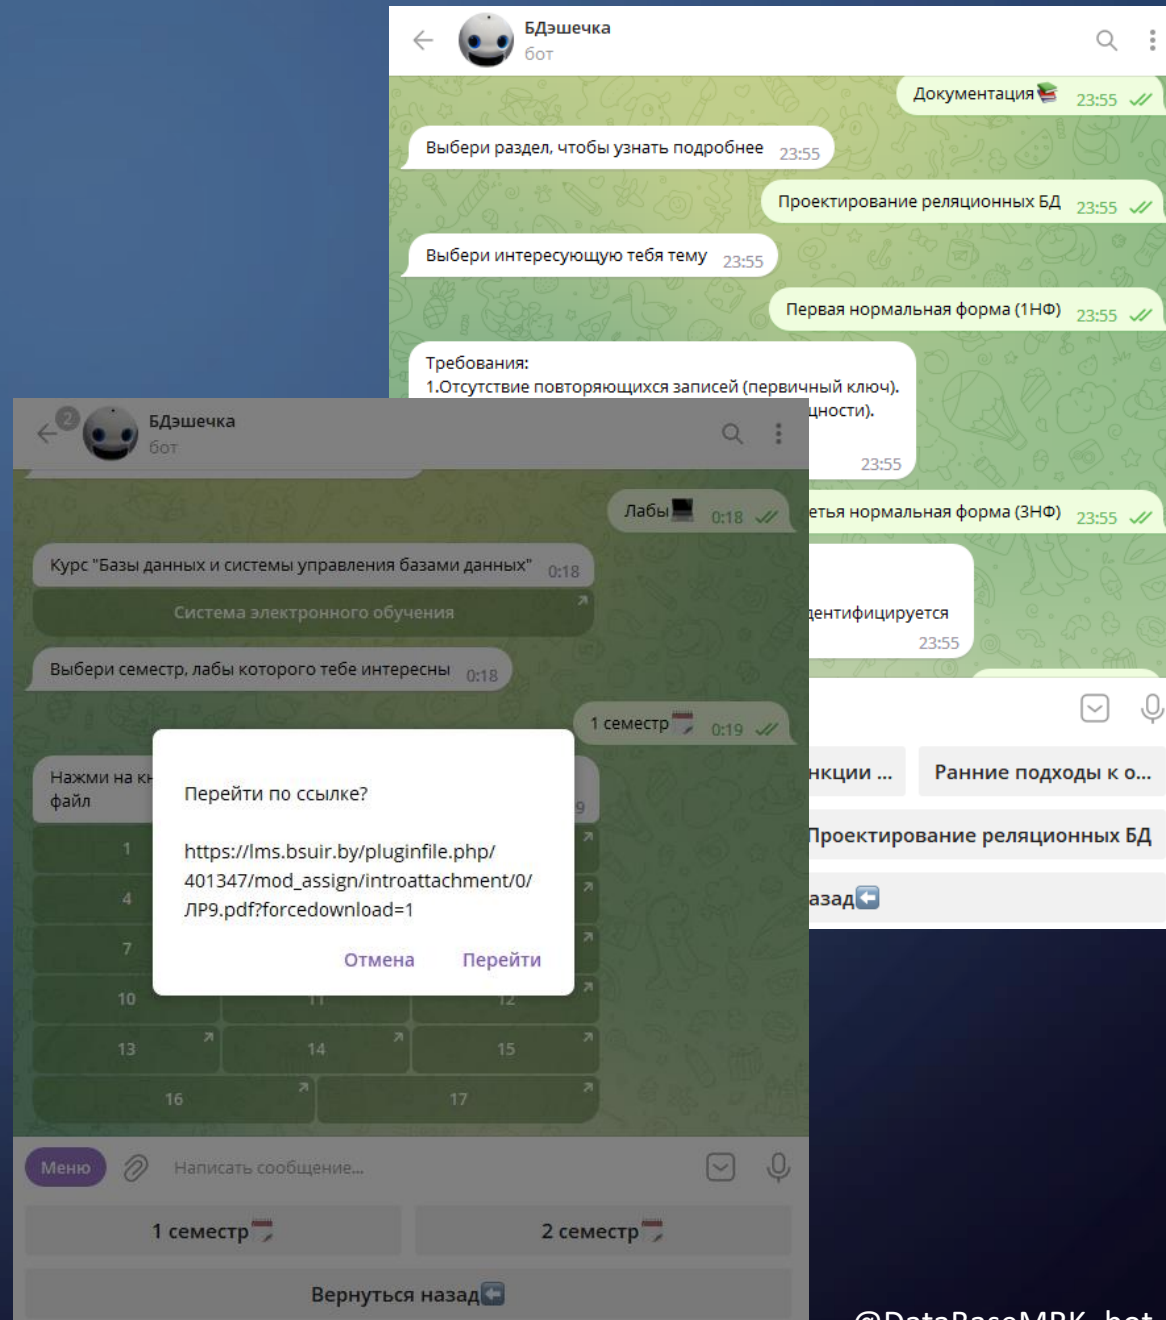 БДэшечка
бот
Документация📚 23:55
Выбери раздел, чтобы узнать подробнее 23:55
Проектирование реляционных БД 23:55
Выбери интересующую тебя тему 23:55
Первая нормальная форма (1НФ) 23:55
Требования:
1.Отсутствие повторяющихся записей (первичный ключ).
23:55
нормальная форма (3НФ) 23:55
23:55
Ранние подходы к о...
Проектирование реляционных БД
2
БДэшечка
бот
Лабы💻 0:18
Курс "Базы данных и системы управления базами данных" 0:18
Система электронного обучения
Выбери семестр, лабы которого тебе интересны 0:18
1 семестр🗓 0:19
Нажми на
файл
1
4
7
10 11 12
13 14 15
16 17
Перейти по ссылке?
https://lms.bsuir.by/pluginfile.php/
401347/mod_assign/introattachment/0/
ЛР9.pdf?forcedownload=1
Отмена Перейти
Меню Написать сообщение...
1 семестр🗓 2 семестр🗓
Вернуться назад⬅
@DataBaseMRK_bot